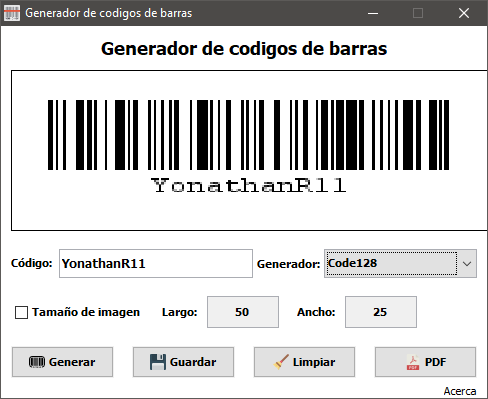 Generador de codigos de barras
Generador de codigos de barras
YonathanR11
Código: YonathanR11 Generador: Code128
Tamaño de imagen Largo: 50 Ancho: 25
Generar Guardar Limpiar PDF
Acerca